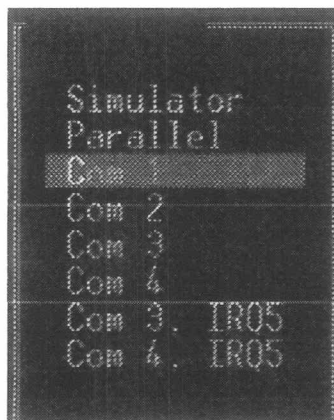 Simulator
Parallel
Com 1
Com 2
Com 3
Com 4
Com 3, IRQ5
Com 4, IRQ5